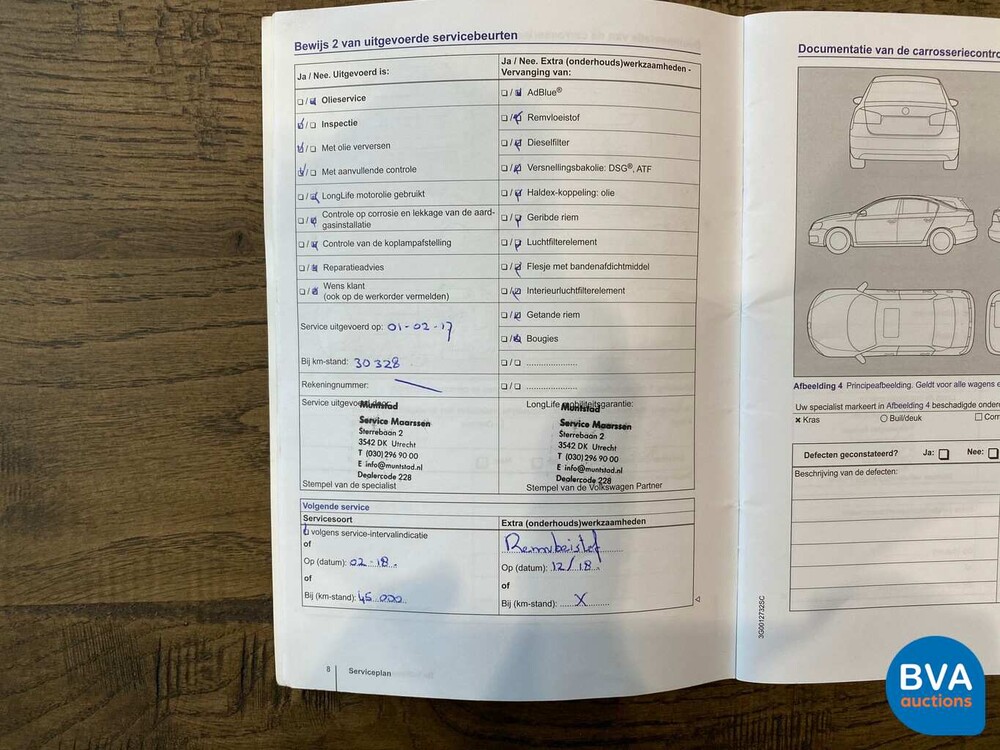 Bewijs 2 van uitgevoerde servicebeurten
Ja / Nee. Uitgevoerd is:
Olieservice
Inspectie
Met olie verversen
Met aanvullende controle
LongLife motorolie gebruikt
Controle op corrosie en lekkage van de aard-
gasinstallatie
Controle van de koplampafstelling
Reparatieadvies
Wens klant
(ook op de werkorder vermelden)
Service uitgevoerd op: 01-02-17
Bij km-stand: 30328
Rekeningnummer:
Service uitgevoerd door:
Muntstad
Service Maarssen
Sterrebaan 2
3542 DK Utrecht
T (030) 296 90 00
E info@muntstad.nl
Dealercode 228
Stempel van de specialist
Ja / Nee. Extra (onderhouds)werkzaamheden -
Vervanging van:
AdBlue®
Remvloeistof
Dieselfilter
Versnellingsbakolie: DSG®, ATF
Haldex-koppeling: olie
Geribde riem
Luchtfilterelement
Flesje met bandenafdichtmiddel
Interieurluchtfilterelement
Getande riem
Bougies
LongLife Mobiliteitsgarantie:
Muntstad
Service Maarssen
Sterrebaan 2
3542 DK Utrecht
T (030) 296 90 00
E info@muntstad.nl
Dealercode 228
Stempel van de Volkswagen Partner
Volgende service
Servicesoort
volgens service-intervalindicatie
of
Op (datum): 02-18.
of
Bij (km-stand): 45.000
Extra (onderhouds)werkzaamheden
Op (datum): 12/18.
of
Bij (km-stand): X
8 Serviceplan
Documentatie van de carrosseriecontro
Afbeelding 4 Principeafbeelding. Geldt voor alle wagens e
Uw specialist markeert in Afbeelding 4 beschadigde onder
x Kras
Buil/deuk
Defecten geconstateerd? Ja: Nee:
Beschrijving van de defecten:
3G0012732SC
BVA
auctions